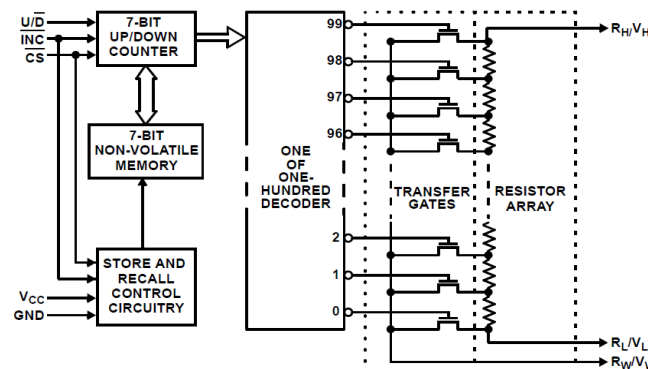 U/D
INC
CS
7-BIT
UP/DOWN
COUNTER
7-BIT
NON-VOLATILE
MEMORY
STORE AND
RECALL
CONTROL
CIRCUITRY
VCC
GND
ONE
OF
ONE-
HUNDRED
DECODER
99
98
97
96
2
1
0
TRANSFER
GATES
RESISTOR
ARRAY
RH/VH
RL/VL
RW/V